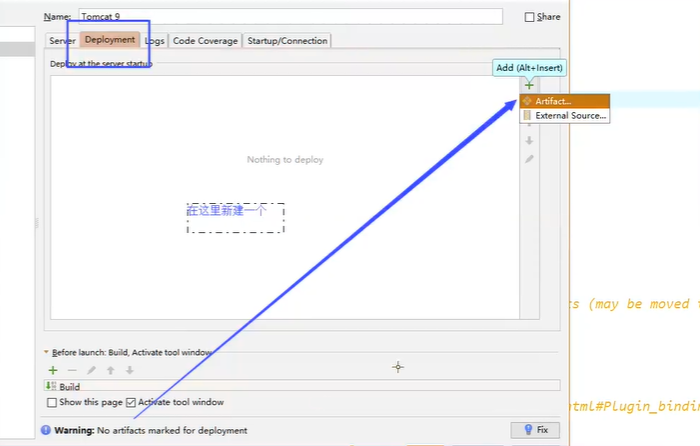 Name: Tomcat 9
Share
Server Deployment Logs Code Coverage Startup/Connection
Deploy at the server startup
Add (Alt+Insert)
Artifact...
External Source...
Nothing to deploy
在这里新建一个
s (may be moved t
Before launch: Build, Activate tool window
Build
html#Plugin_bindin
Show this page Activate tool window
Warning: No artifacts marked for deployment
Fix